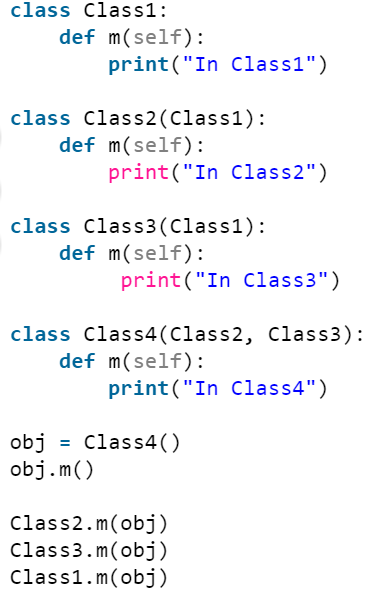 class Class1:
    def m(self):
        print("In Class1")

class Class2(Class1):
    def m(self):
        print("In Class2")

class Class3(Class1):
    def m(self):
         print("In Class3")

class Class4(Class2, Class3):
    def m(self):
        print("In Class4")

obj = Class4()
obj.m()

Class2.m(obj)
Class3.m(obj)
Class1.m(obj)